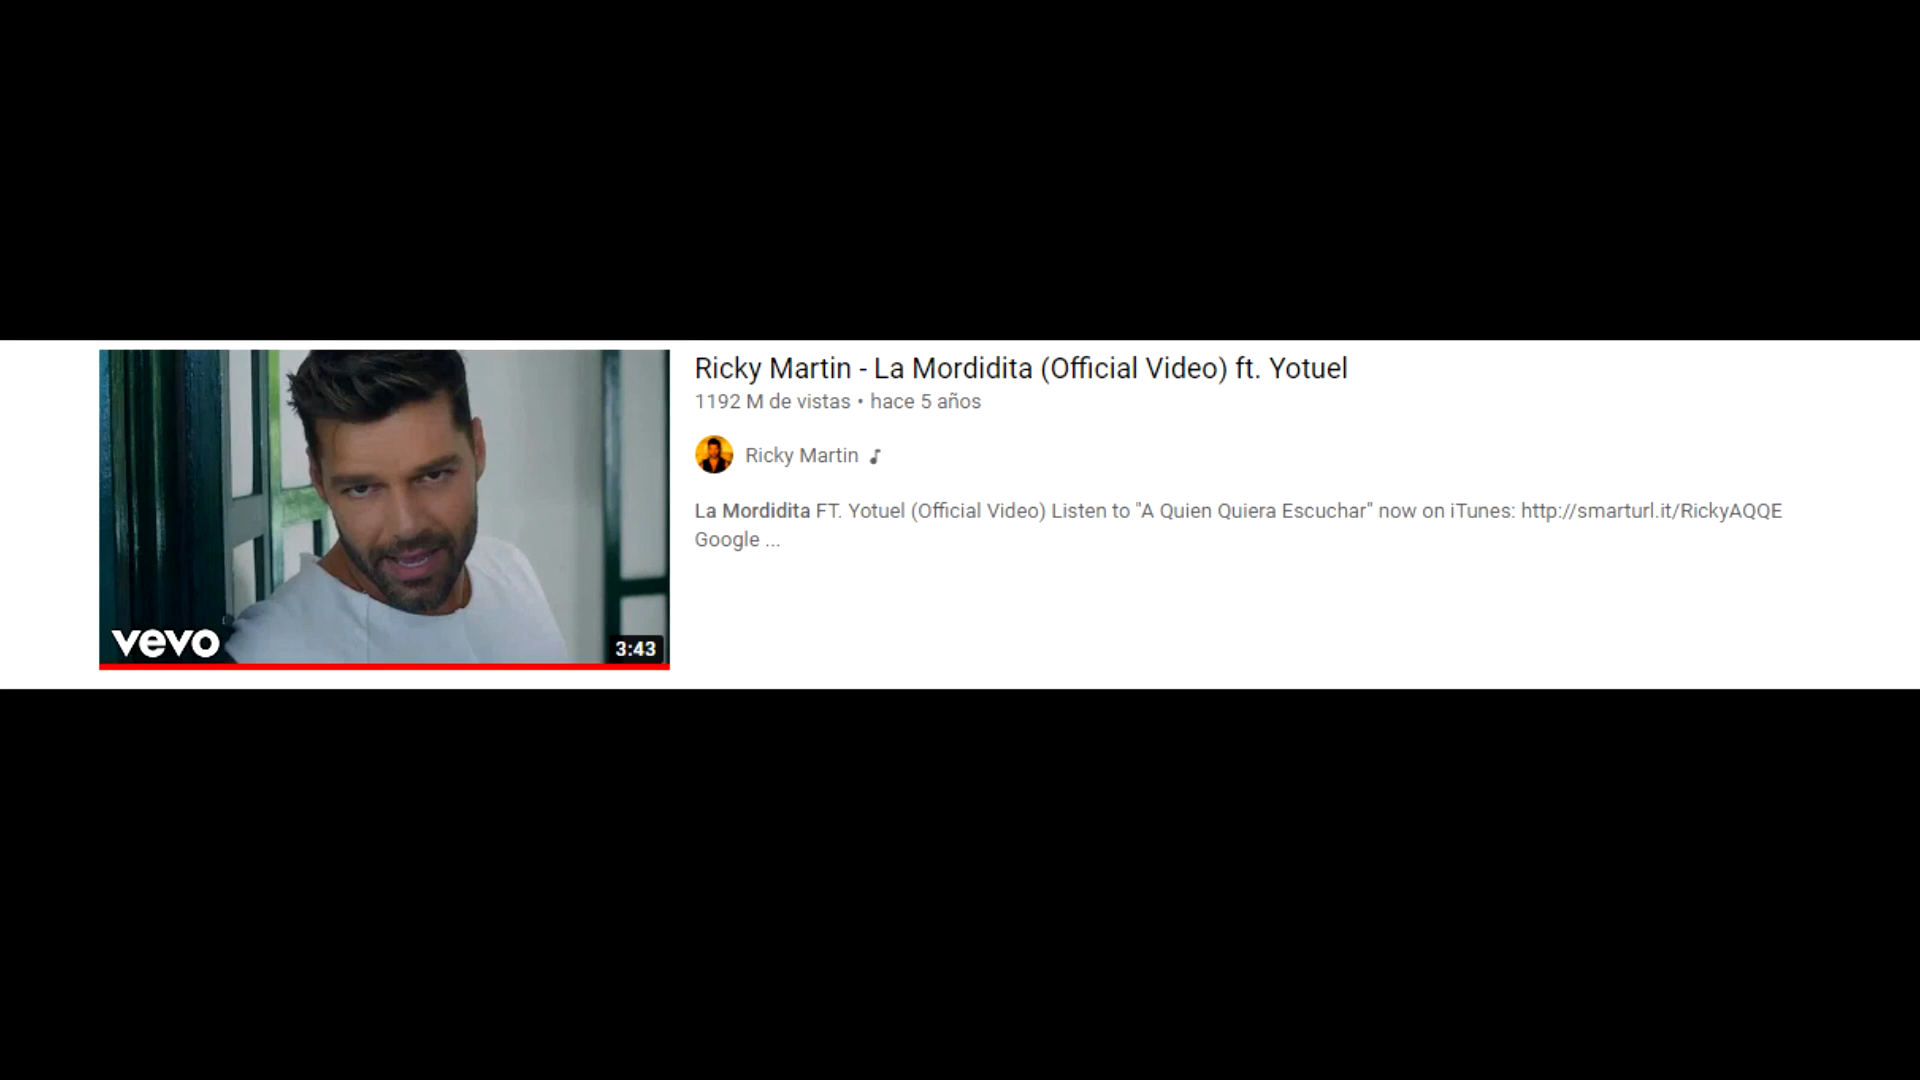 Ricky Martin - La Mordidita (Official Video) ft. Yotuel
1192 M de vistas • hace 5 años
Ricky Martin ♪
La Mordidita FT. Yotuel (Official Video) Listen to "A Quien Quiera Escuchar" now on iTunes: http://smarturl.it/RickyAQQE
Google ...
vevo
3:43